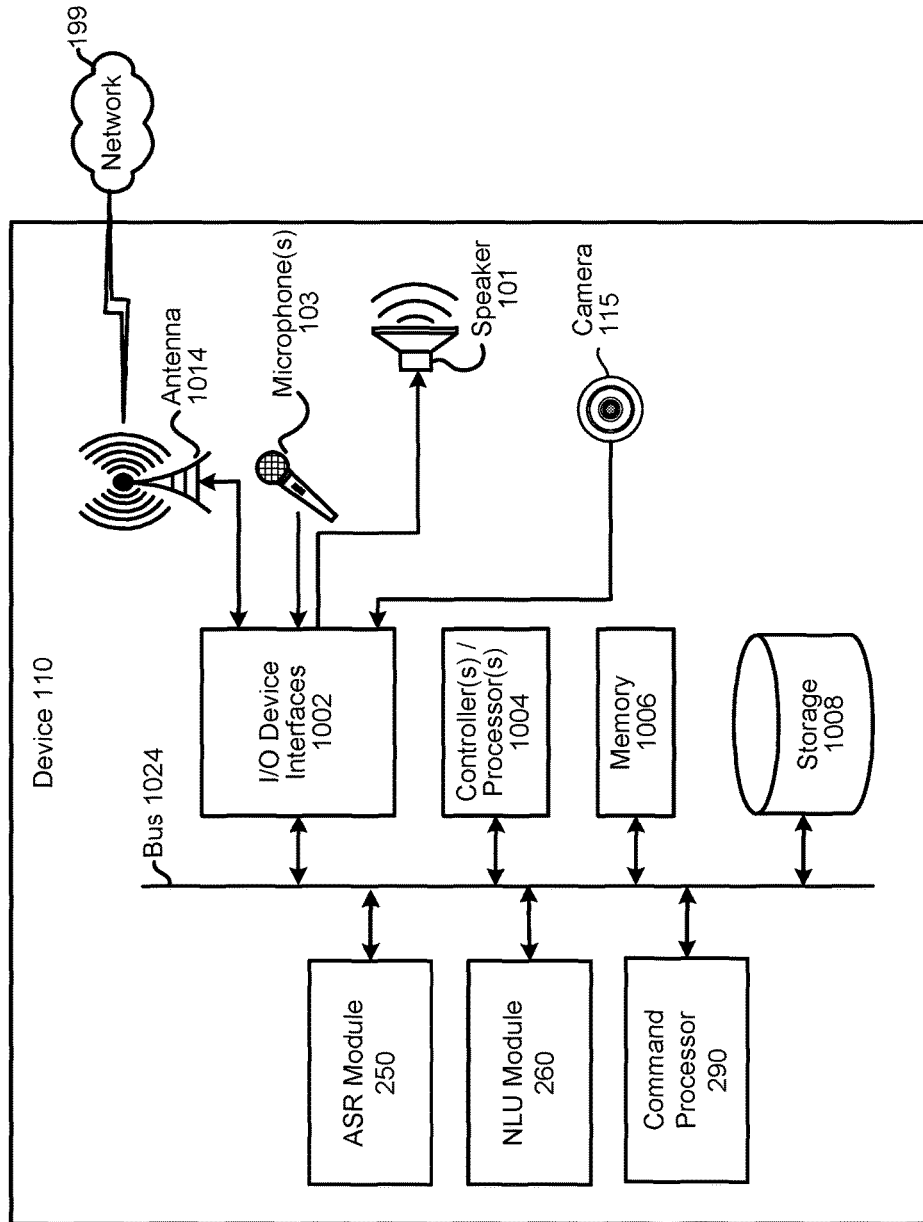 Device 110
Network
199
Bus 1024
Antenna
1014
Microphone(s)
103
Speaker
101
Camera
115
I/O Device
Interfaces
1002
Controller(s) /
Processor(s)
1004
Memory
1006
Storage
1008
ASR Module
250
NLU Module
260
Command
Processor
290